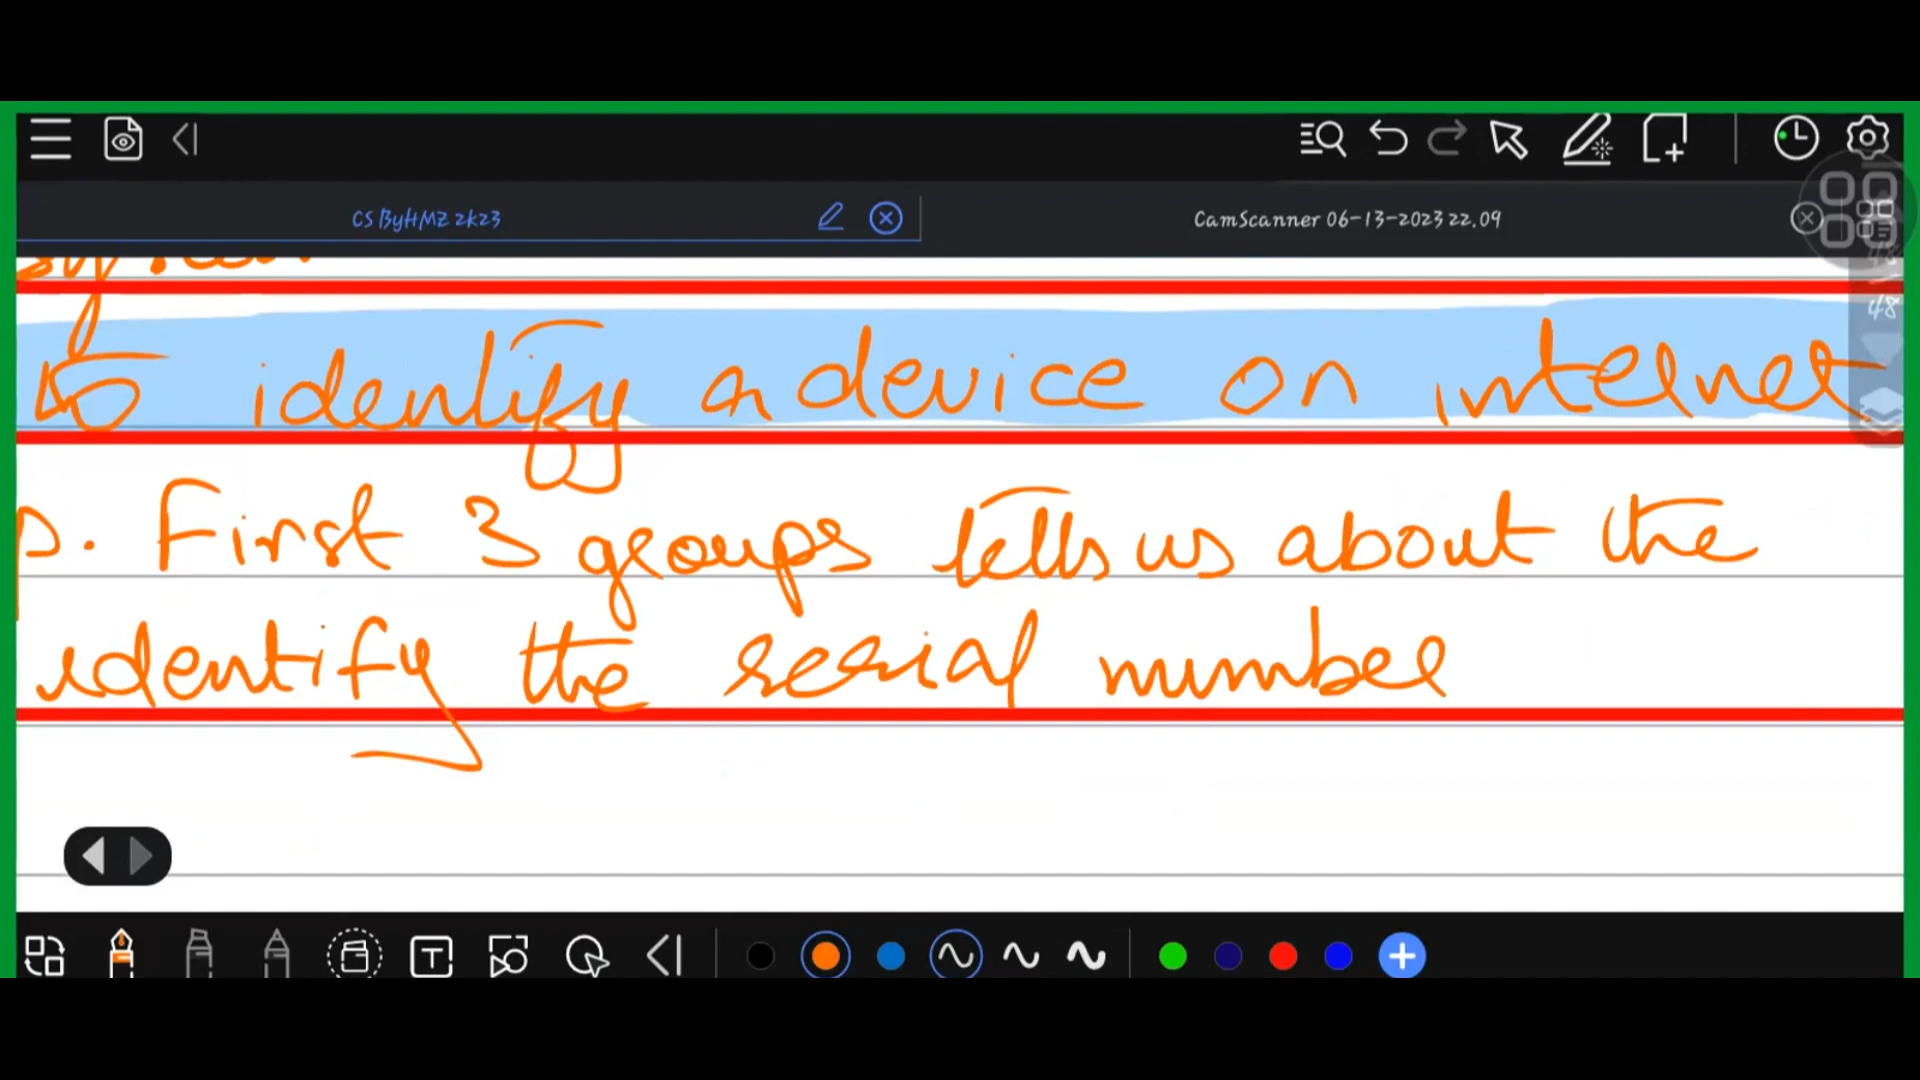 CS ByHMZ 2k23
CamScanner 06-13-2023 22.09
48
to identify a device on internet
p. First 3 groups tells us about the
identify the serial number